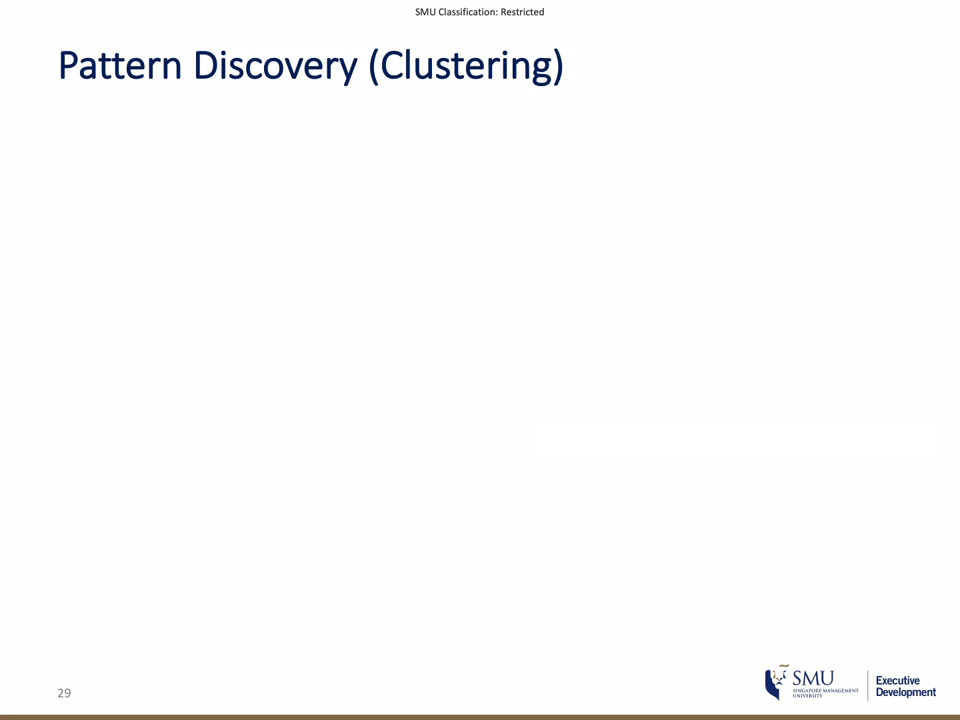 SMU Classification: Restricted
Pattern Discovery (Clustering)
29
SMU
SINGAPORE MANAGEMENT
UNIVERSITY
Executive
Development